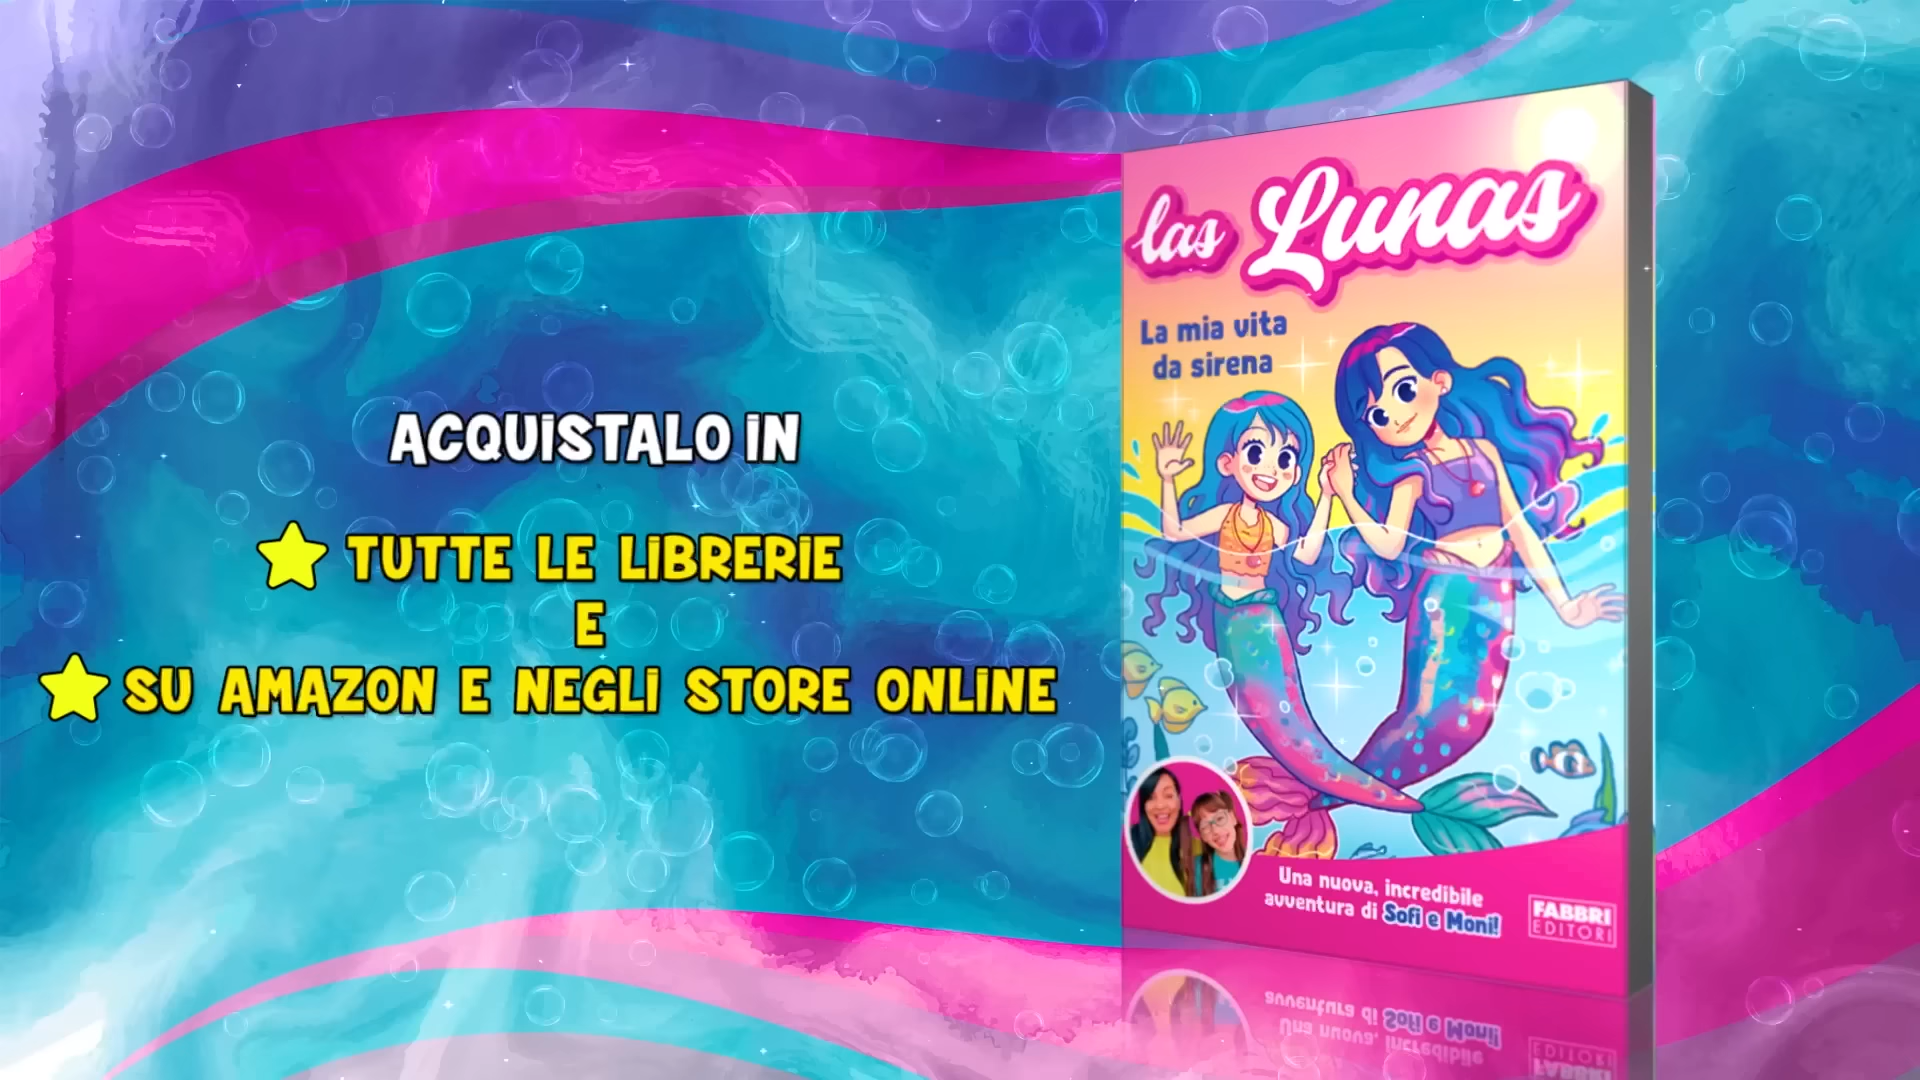 ACQUISTALO IN
TUTTE LE LIBRERIE
E
SU AMAZON E NEGLI STORE ONLINE
las Lunas
La mia vita
da sirena
Una nuova, incredibile
avventura di Sofi e Moni!
FABBRI
EDITORI